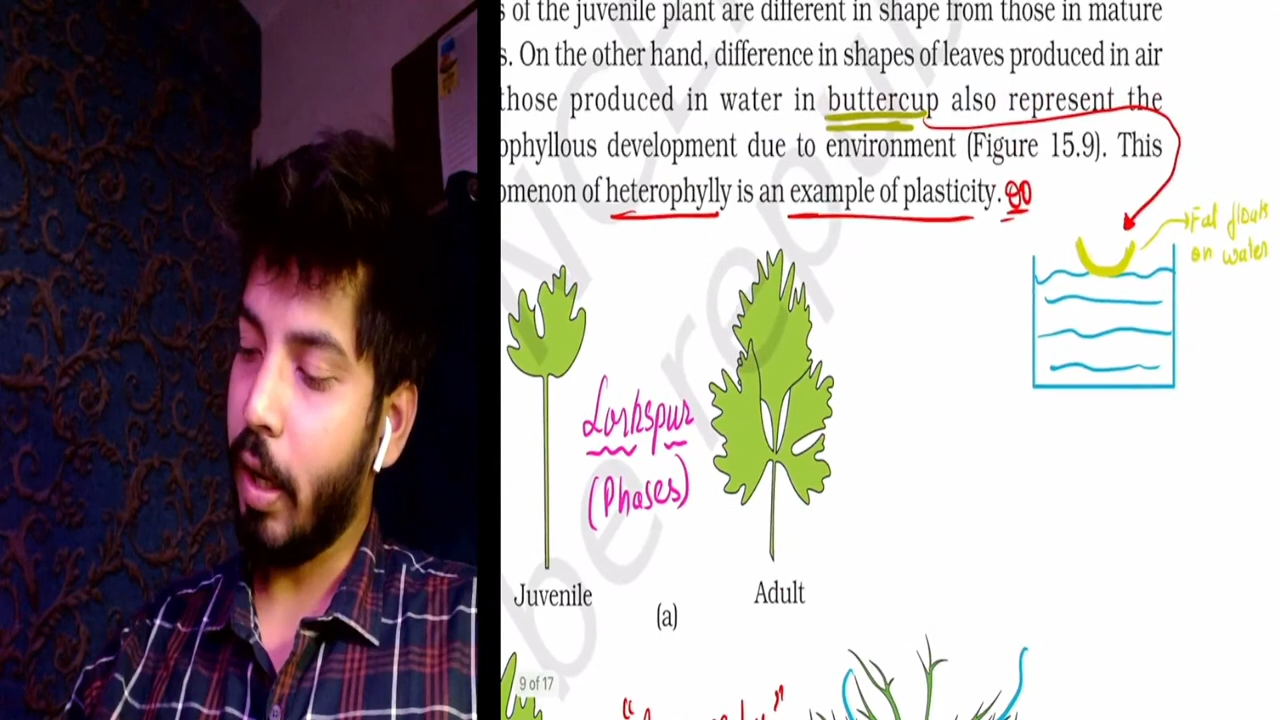 s of the juvenile plant are different in shape from those in mature
s. On the other hand, difference in shapes of leaves produced in air
those produced in water in buttercup also represent the
ophyllous development due to environment (Figure 15.9). This
omenon of heterophylly is an example of plasticity.
Fat floats
on water
Larkspur
(Phases)
Juvenile
Adult
(a)
9 of 17
be repu